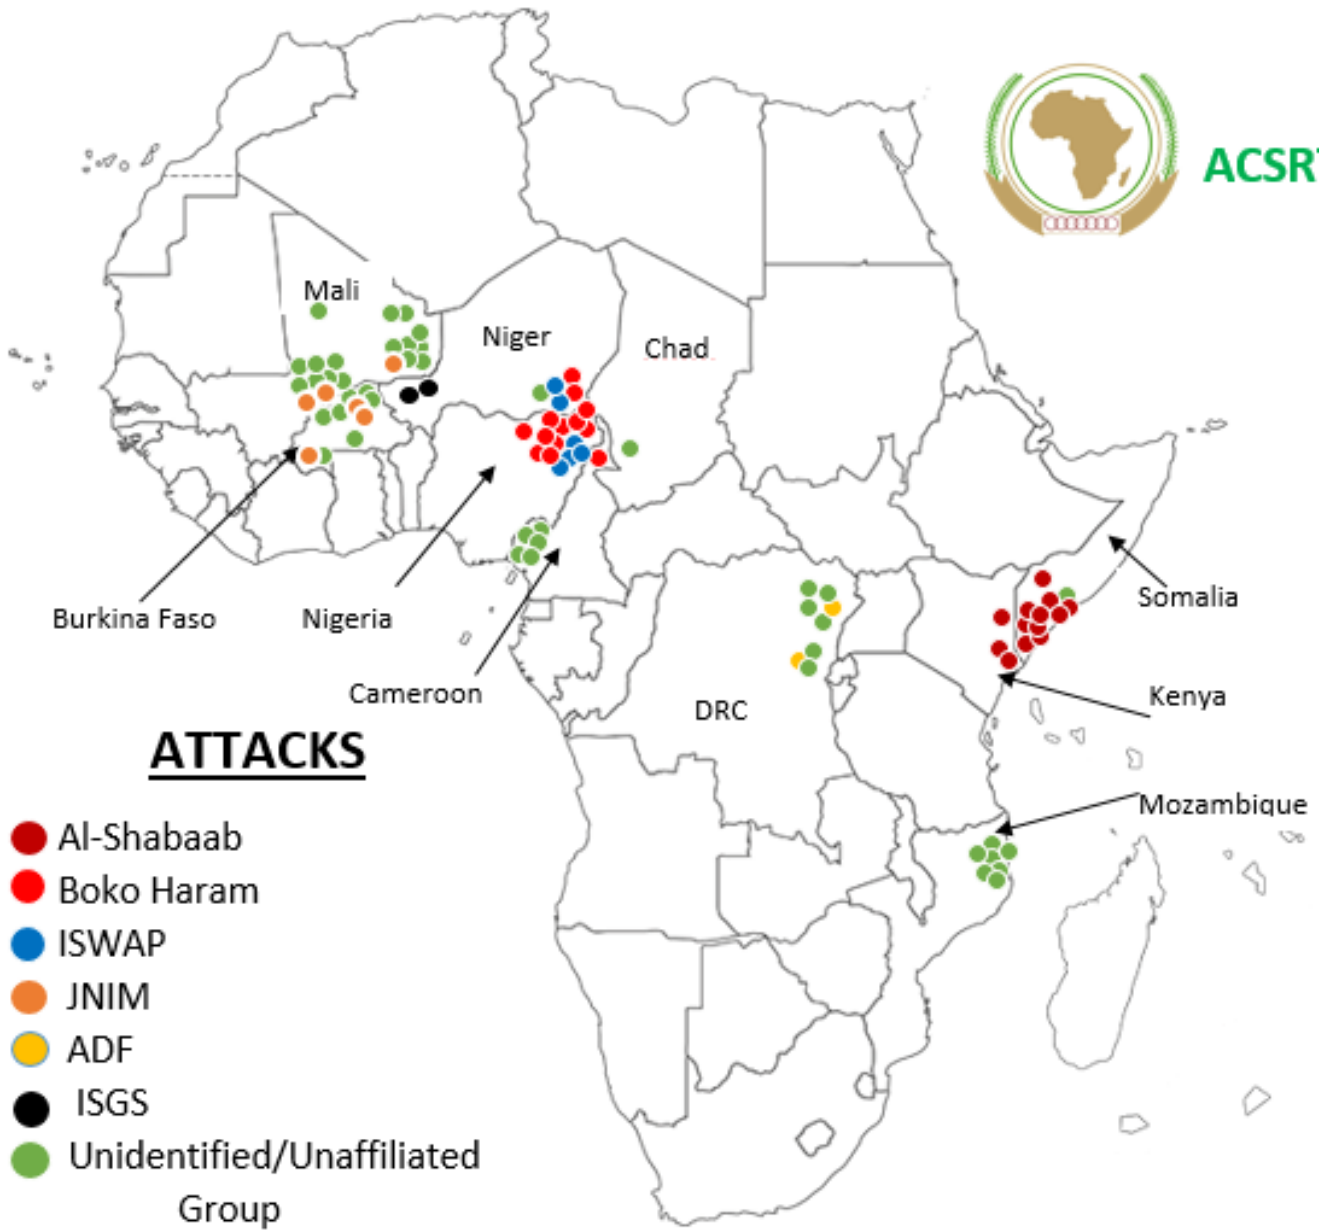 ACSRT
Mali
Niger
Chad
Burkina Faso
Nigeria
Somalia
Cameroon
DRC
Kenya
Mozambique
ATTACKS
Al-Shabaab
Boko Haram
ISWAP
JNIM
ADF
ISGS
Unidentified/Unaffiliated
Group